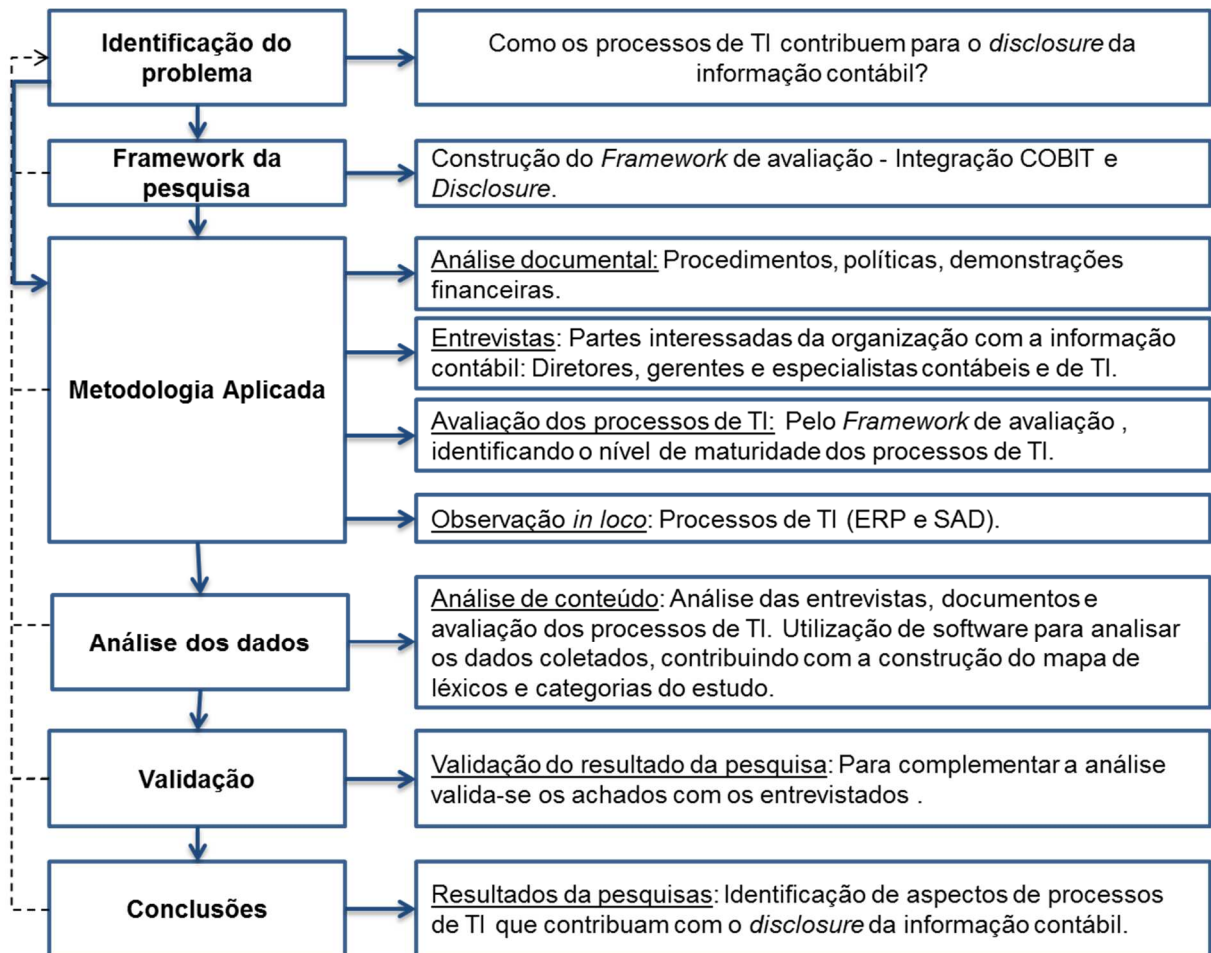 Identificação do
problema
Como os processos de TI contribuem para o disclosure da
informação contábil?
Framework da
pesquisa
Construção do Framework de avaliação - Integração COBIT e
Disclosure.
Metodologia Aplicada
Análise documental: Procedimentos, políticas, demonstrações
financeiras.
Entrevistas: Partes interessadas da organização com a informação
contábil: Diretores, gerentes e especialistas contábeis e de TI.
Avaliação dos processos de TI: Pelo Framework de avaliação ,
identificando o nível de maturidade dos processos de TI.
Observação in loco: Processos de TI (ERP e SAD).
Análise dos dados
Análise de conteúdo: Análise das entrevistas, documentos e
avaliação dos processos de TI. Utilização de software para analisar
os dados coletados, contribuindo com a construção do mapa de
léxicos e categorias do estudo.
Validação
Validação do resultado da pesquisa: Para complementar a análise
valida-se os achados com os entrevistados .
Conclusões
Resultados da pesquisas: Identificação de aspectos de processos
de TI que contribuam com o disclosure da informação contábil.